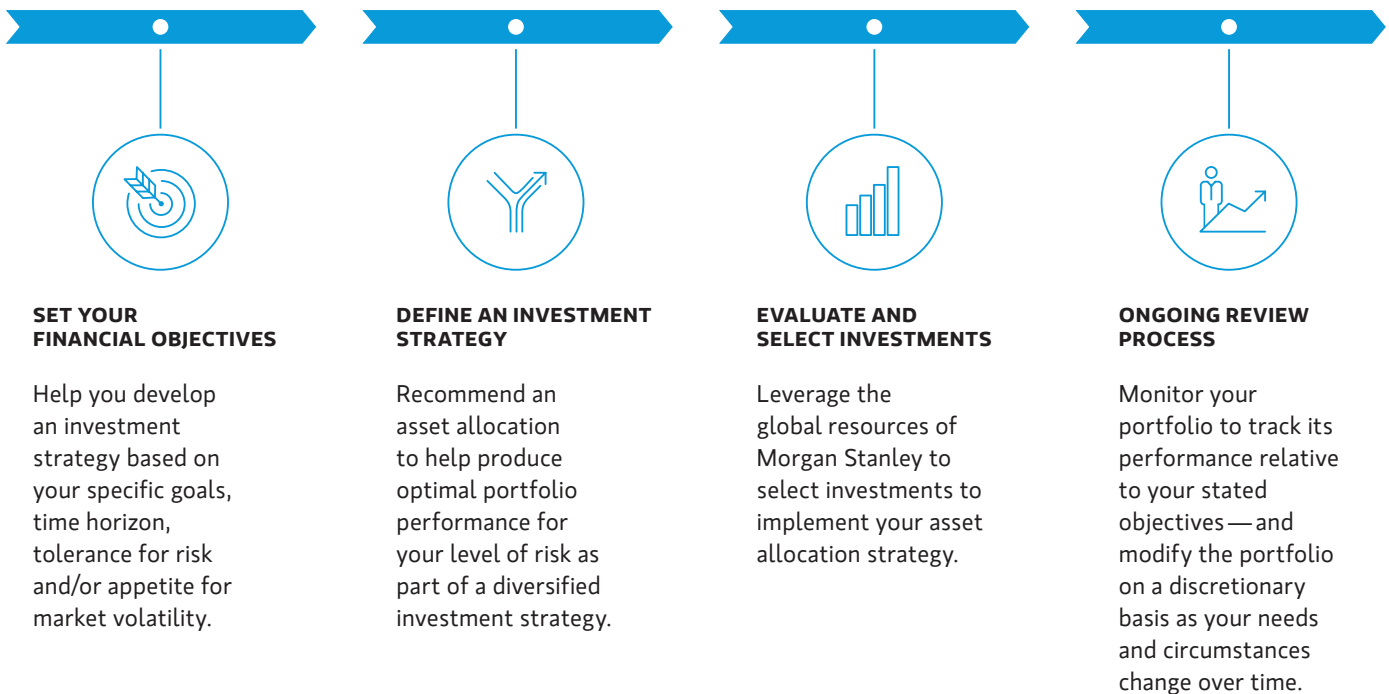 SET YOUR
FINANCIAL OBJECTIVES
Help you develop
an investment
strategy based on
your specific goals,
time horizon,
tolerance for risk
and/or appetite for
market volatility.
DEFINE AN INVESTMENT
STRATEGY
Recommend an
asset allocation
to help produce
optimal portfolio
performance for
your level of risk as
part of a diversified
investment strategy.
EVALUATE AND
SELECT INVESTMENTS
Leverage the
global resources of
Morgan Stanley to
select investments to
implement your asset
allocation strategy.
ONGOING REVIEW
PROCESS
Monitor your
portfolio to track its
performance relative
to your stated
objectives — and
modify the portfolio
on a discretionary
basis as your needs
and circumstances
change over time.